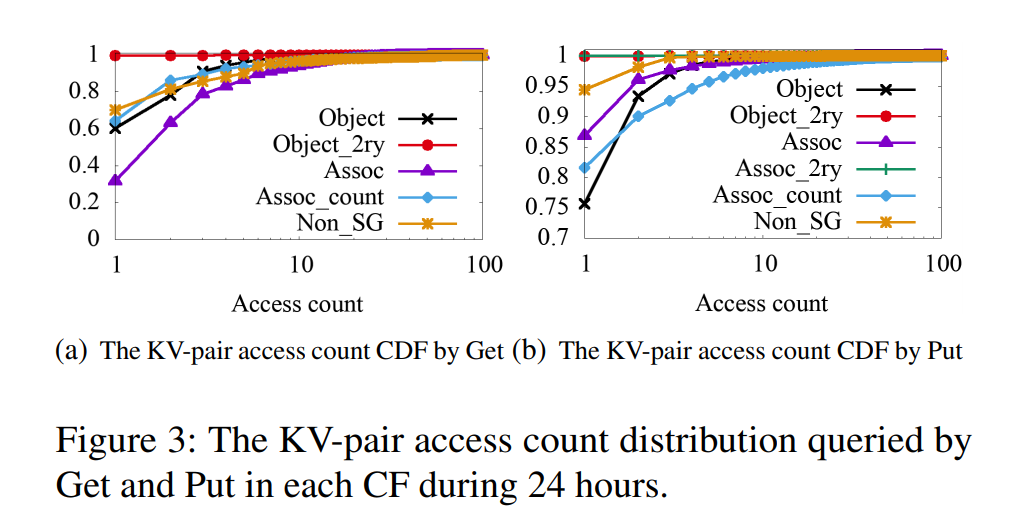 1
0.8
0.6
0.4
0.2
0
Object
Object_2ry
Assoc
Assoc_count
Non_SG
1 10 100
Access count
1
0.95
0.9
0.85
0.8
0.75
0.7
Object
Object_2ry
Assoc
Assoc_2ry
Assoc_count
Non_SG
1 10 100
Access count
(a) The KV-pair access count CDF by Get
(b) The KV-pair access count CDF by Put
Figure 3: The KV-pair access count distribution queried by
Get and Put in each CF during 24 hours.